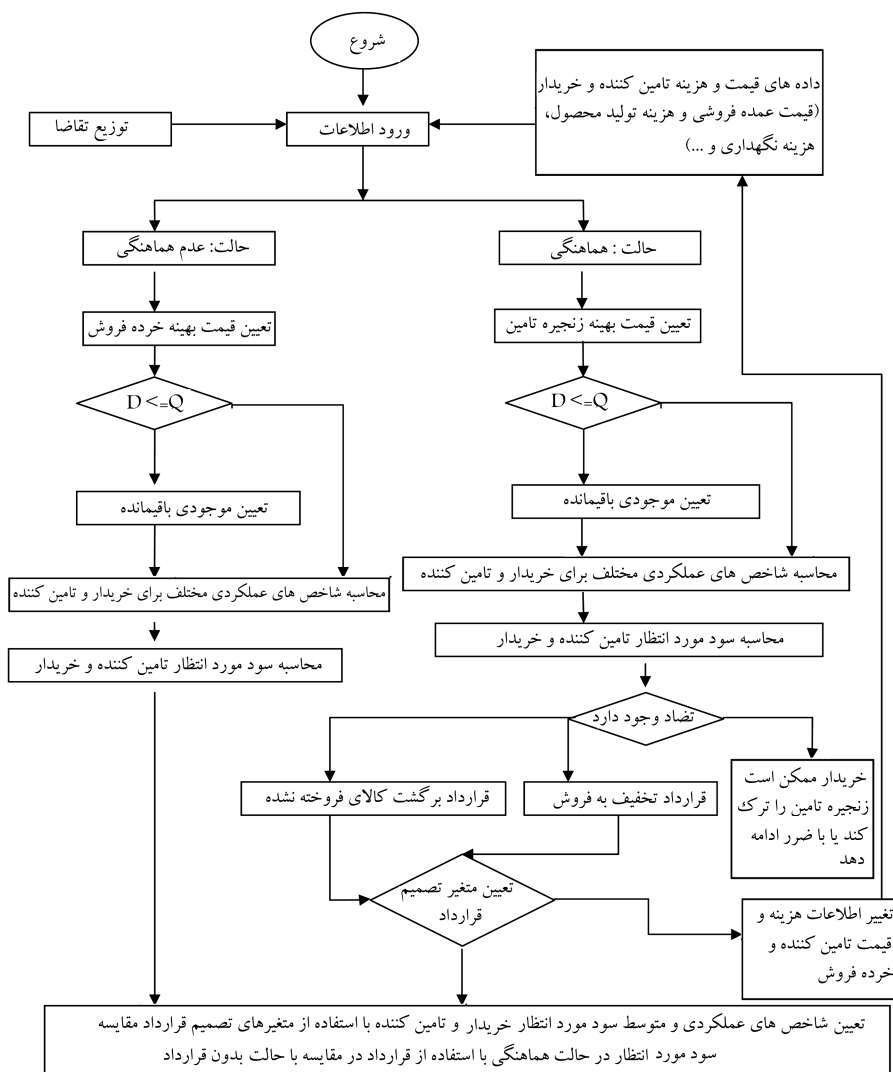 شروع
داده های قیمت و هزینه تامین کننده و خریدار
(قیمت عمده فروشی و هزینه تولید محصول،
هزینه نگهداری و ...)
ورود اطلاعات
توزیع تقاضا
حالت : هماهنگی
حالت: عدم هماهنگی
تعیین قیمت بهینه زنجیره تامین
تعیین قیمت بهینه خرده فروش
D <=Q
D <=Q
تعیین موجودی باقیمانده
تعیین موجودی باقیمانده
محاسبه شاخص های عملکردی مختلف برای خریدار و تامین کننده
محاسبه شاخص های عملکردی مختلف برای خریدار و تامین کننده
محاسبه سود مورد انتظار تامین کننده و خریدار
محاسبه سود مورد انتظار تامین کننده و خریدار
تضاد وجود دارد
خریدار ممکن است
زنجیره تامین را ترک
کند یا با ضرر ادامه
دهد
قرارداد تخفیف به فروش
قرارداد برگشت کالای فروخته نشده
تعیین متغیر تصمیم
قرارداد
تغییر اطلاعات هزینه و
قیمت تامین کننده و
خرده فروش
تعیین شاخص های عملکردی و متوسط سود مورد انتظار خریدار و تامین کننده با استفاده از متغیرهای تصمیم قرارداد مقایسه
سود مورد انتظار در حالت هماهنگی با استفاده از قرارداد در مقایسه با حالت بدون قرارداد